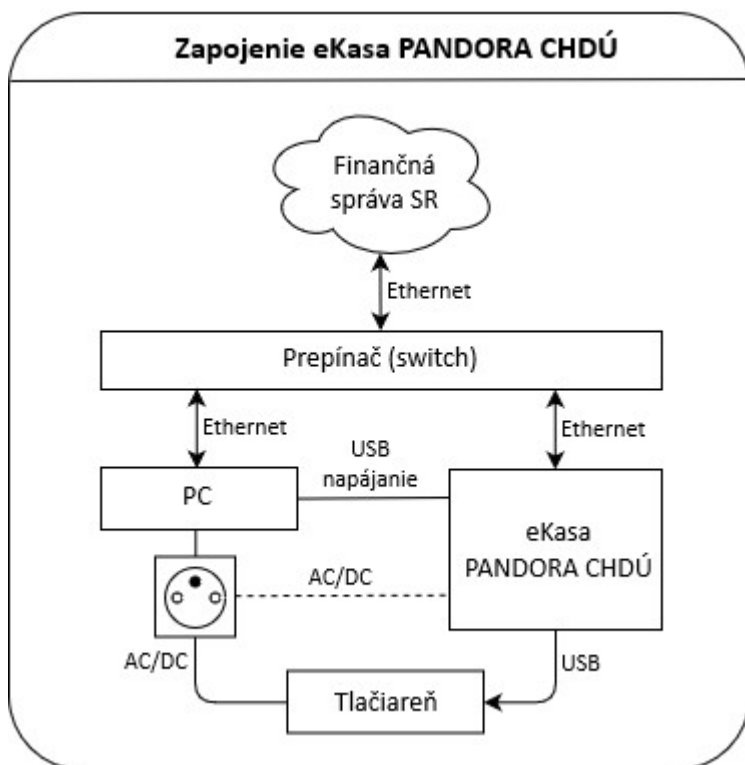 Zapojenie eKasa PANDORA CHDÚ
Finančná
správa SR
Ethernet
Prepínač (switch)
Ethernet
Ethernet
USB
napájanie
PC
eKasa
PANDORA CHDÚ
AC/DC
AC/DC
USB
Tlačiareň